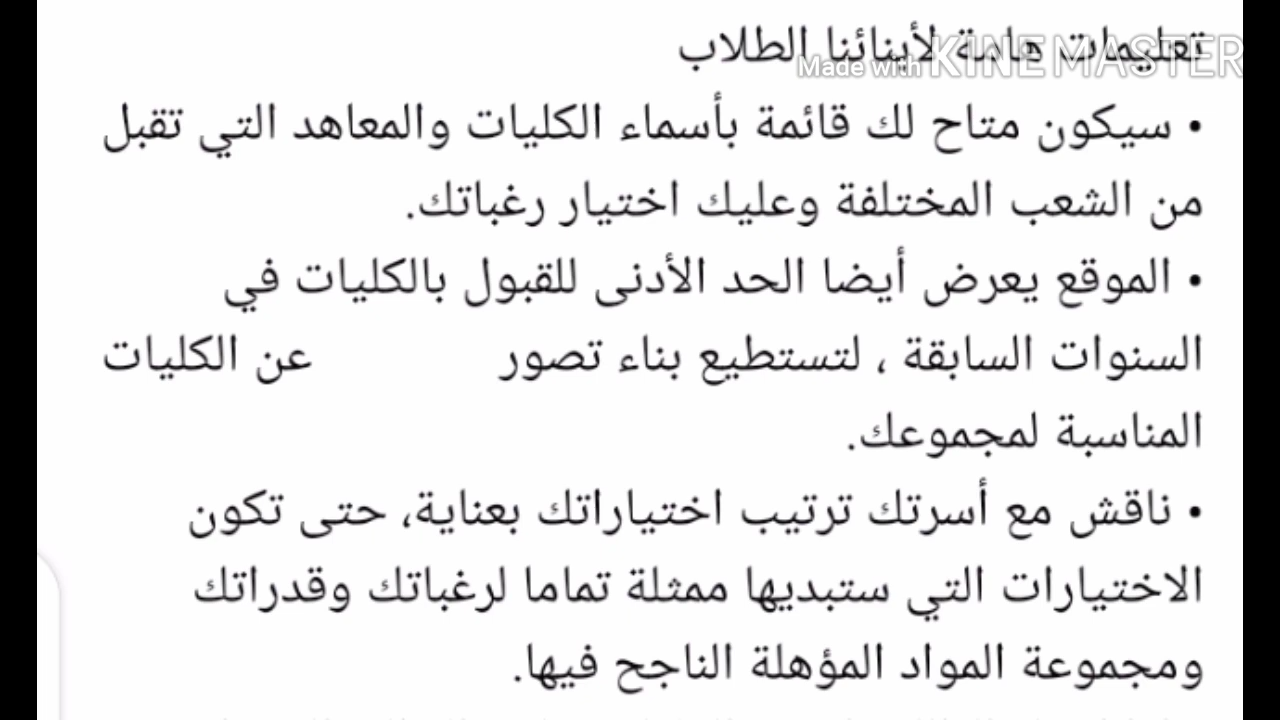 تعليمات هامة لأبنائنا الطلاب
Made with KINEMASTER
• سيكون متاح لك قائمة بأسماء الكليات والمعاهد التي تقبل
من الشعب المختلفة وعليك اختيار رغباتك.
• الموقع يعرض أيضا الحد الأدنى للقبول بالكليات في
السنوات السابقة ، لتستطيع بناء تصور عن الكليات
المناسبة لمجموعك.
• ناقش مع أسرتك ترتيب اختياراتك بعناية، حتى تكون
الاختيارات التي ستبديها ممثلة تماما لرغباتك وقدراتك
ومجموعة المواد المؤهلة الناجح فيها.